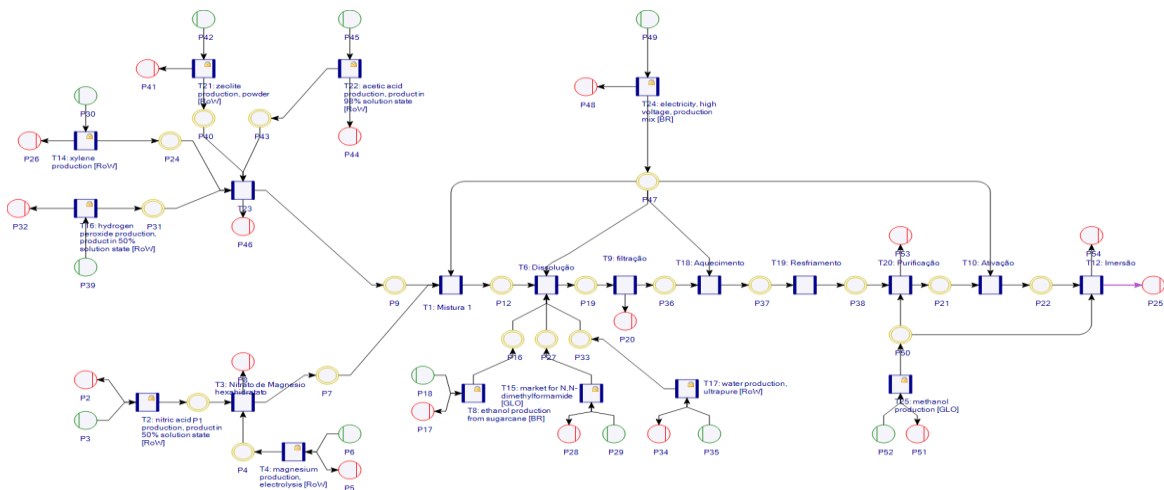 P42
P45
P49
P41
T21: zeolite
production, powder
[RoW]
T22: acetic acid
production, product in
98% solution state
[RoW]
P48
T24: electricity, high
voltage, production
mix [BR]
P30
P40
P43
P44
P26
T14: xylene
production [RoW]
P24
T23
P47
P32
T16: hydrogen
peroxide production,
product in 50%
solution state [RoW]
P31
P46
P39
P53
P54
T6: Dissolução
T9: filtração
T18: Aquecimento
T19: Resfriamento
T20: Purificação
T10: Ativação
T12: Imersão
P9
T1: Mistura 1
P12
P19
P36
P37
P38
P21
P22
P25
P20
P16
P27
P33
P50
P8
T3: Nitrato de Magnesio
hexahidratato
P2
P7
P3
T2: nitric acid
production, product in
50% solution state
[RoW]
P1
P18
P17
T15: market for N,N-
dimethylformamide
[GLO]
T8: ethanol production
from sugarcane [BR]
T17: water production,
ultrapure [RoW]
T25: methanol
production [GLO]
P4
T4: magnesium
production,
electrolysis [RoW]
P6
P5
P28
P29
P34
P35
P52
P51